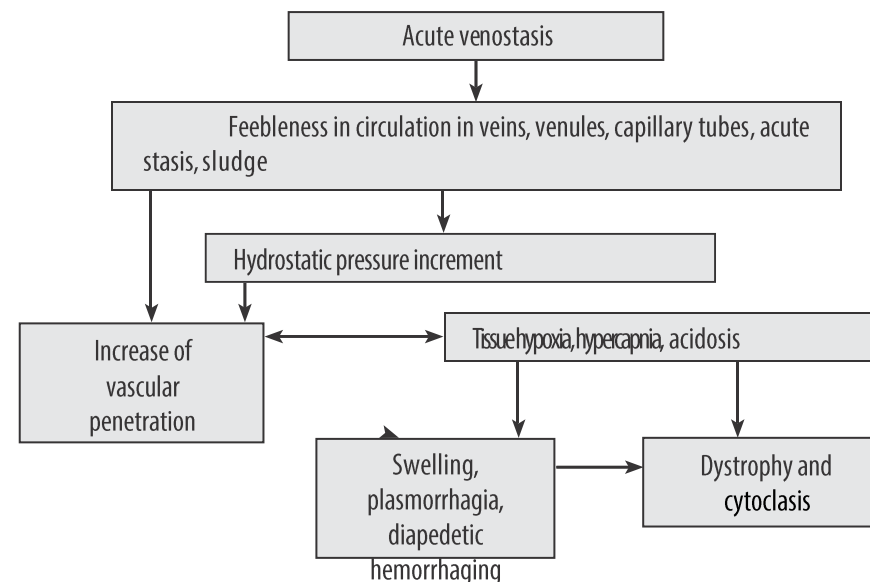 Acute venostasis
Feebleness in circulation in veins, venules, capillary tubes, acute
stasis, sludge
Hydrostatic pressure increment
Increase of
vascular
penetration
Tissue hypoxia, hypercapnia, acidosis
Swelling,
plasmorrhagia,
diapedetic
hemorrhaging
Dystrophy and
cytoclasis